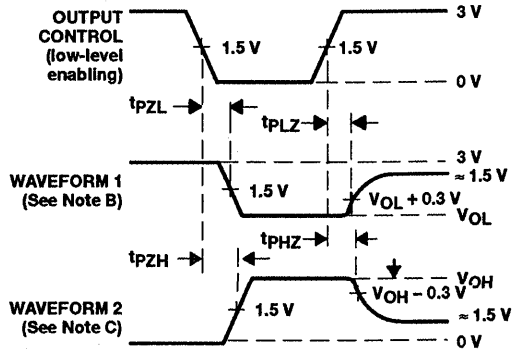 OUTPUT
CONTROL
(low-level
enabling)
3 V
1.5 V
1.5 V
0 V
tPZL
tPLZ
3 V
≈ 1.5 V
WAVEFORM 1
(See Note B)
1.5 V
VOL + 0.3 V
VOL
tPZH
tPHZ
VOH
VOH − 0.3 V
WAVEFORM 2
(See Note C)
1.5 V
≈ 1.5 V
0 V